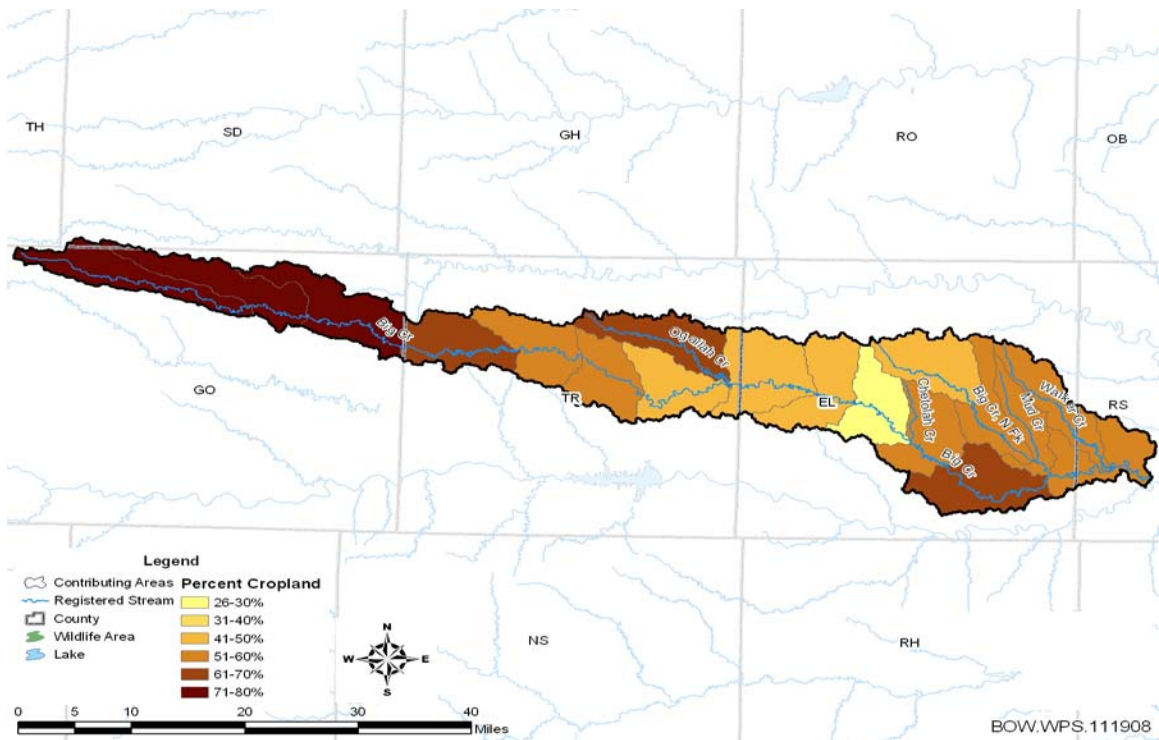 TH
SD
GH
RO
OB
Big Cr
Ogallah Cr
GO
TR
EL
Chetolah Cr
Big Cr, N Fk
Mud Cr
Walker Cr
RS
Big Cr
NS
RH
Legend
Contributing Areas
Registered Stream
County
Wildlife Area
Lake
Percent Cropland
26-30%
31-40%
41-50%
51-60%
61-70%
71-80%
N
W E
S
0 5 10 20 30 40
Miles
BOW.WPS.111908